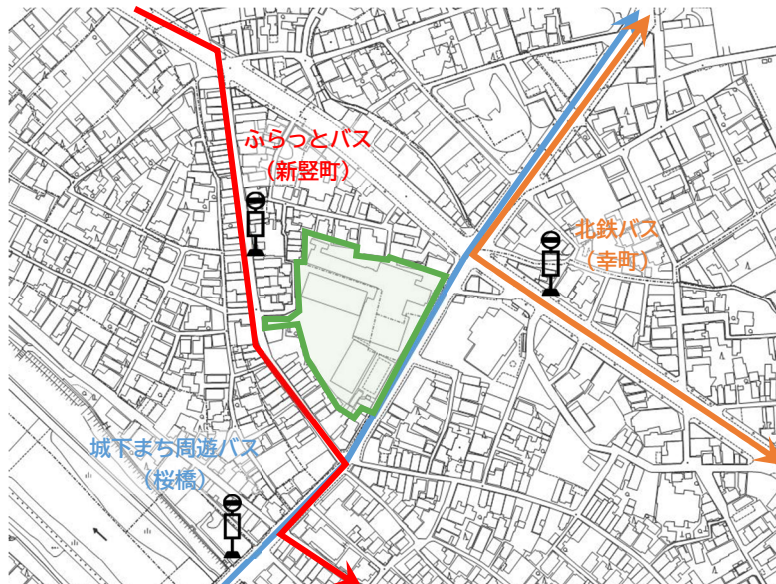 ふらっとバス
（新竪町）
北鉄バス
（幸町）
城下まち周遊バス
（桜橋）